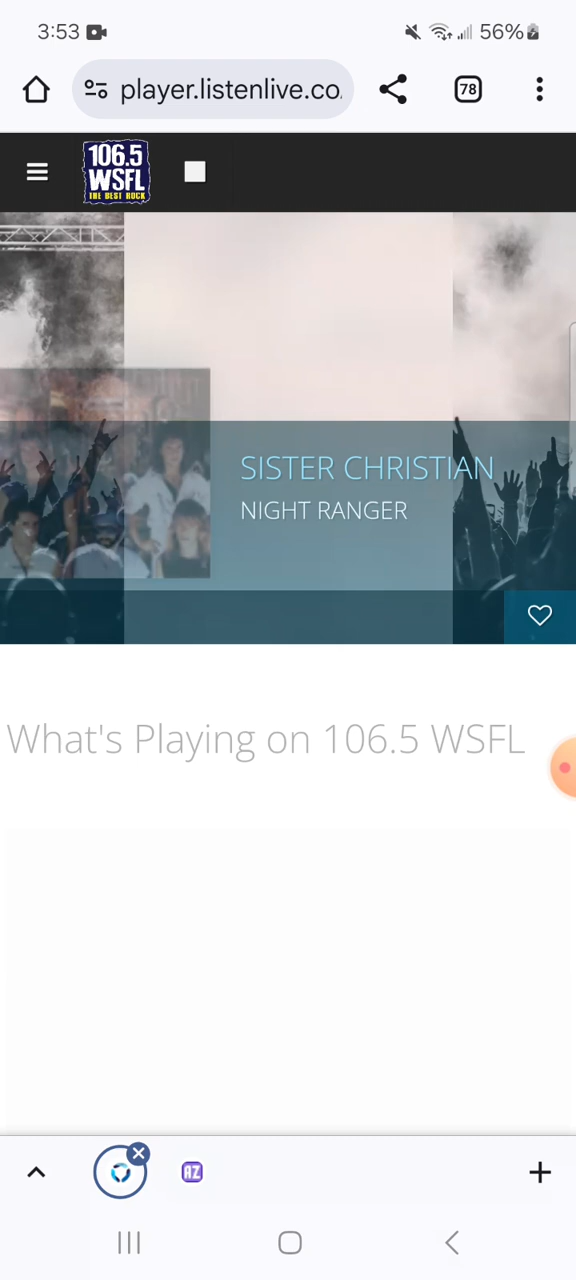 3:53
56%
player.listenlive.co
78
106.5
WSFL
THE BEST ROCK
SISTER CHRISTIAN
NIGHT RANGER
What's Playing on 106.5 WSFL
AZ